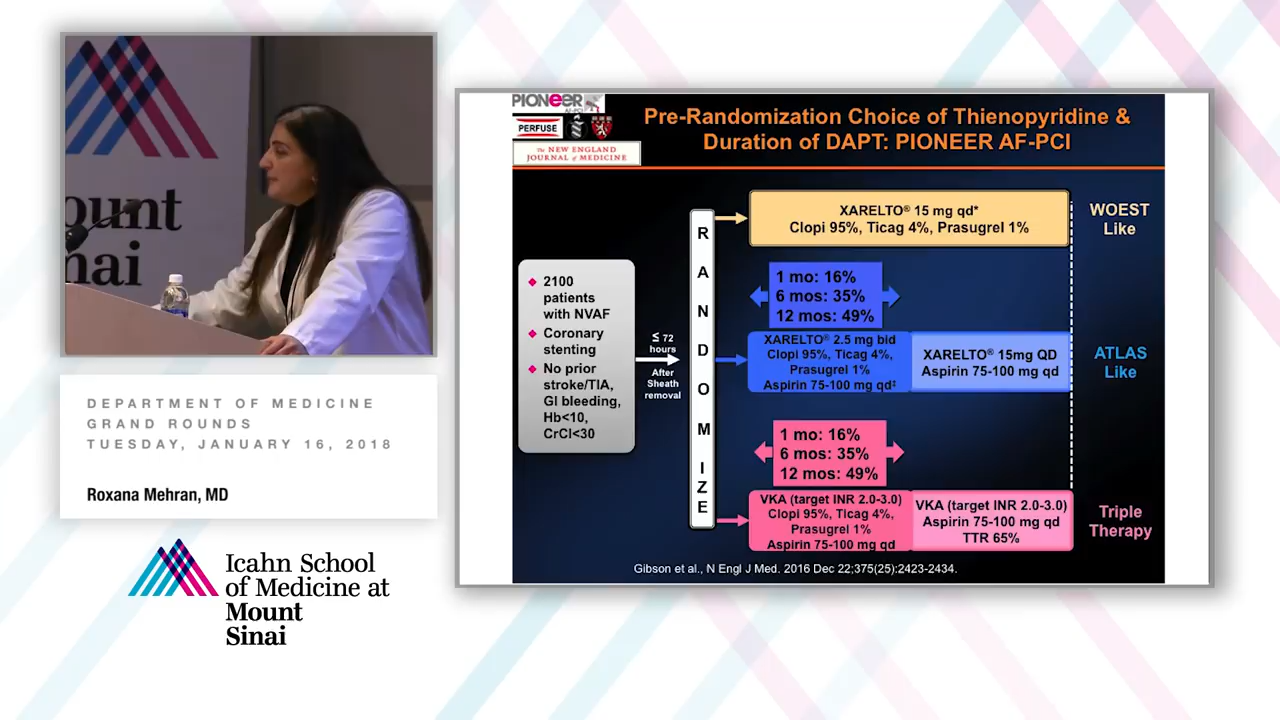 ount
nai
DEPARTMENT OF MEDICINE
GRAND ROUNDS
TUESDAY, JANUARY 16, 2018
Roxana Mehran, MD
Icahn School
of Medicine at
Mount
Sinai
PIONEER
AF-PCI
PERFUSE
The NEW ENGLAND
JOURNAL of MEDICINE
Pre-Randomization Choice of Thienopyridine &
Duration of DAPT: PIONEER AF-PCI
❖ 2100
patients
with NVAF
❖ Coronary
stenting
❖ No prior
stroke/TIA,
GI bleeding,
Hb<10,
CrCl<30
≤ 72
hours
After
Sheath
removal
R
A
N
D
O
M
I
Z
E
XARELTO® 15 mg qd*
Clopi 95%, Ticag 4%, Prasugrel 1%
WOEST
Like
1 mo: 16%
6 mos: 35%
12 mos: 49%
XARELTO® 2.5 mg bid
Clopi 95%, Ticag 4%,
Prasugrel 1%
Aspirin 75-100 mg qd‡
XARELTO® 15mg QD
Aspirin 75-100 mg qd
ATLAS
Like
1 mo: 16%
6 mos: 35%
12 mos: 49%
VKA (target INR 2.0-3.0)
Clopi 95%, Ticag 4%,
Prasugrel 1%
Aspirin 75-100 mg qd
VKA (target INR 2.0-3.0)
Aspirin 75-100 mg qd
TTR 65%
Triple
Therapy
Gibson et al., N Engl J Med. 2016 Dec 22;375(25):2423-2434.